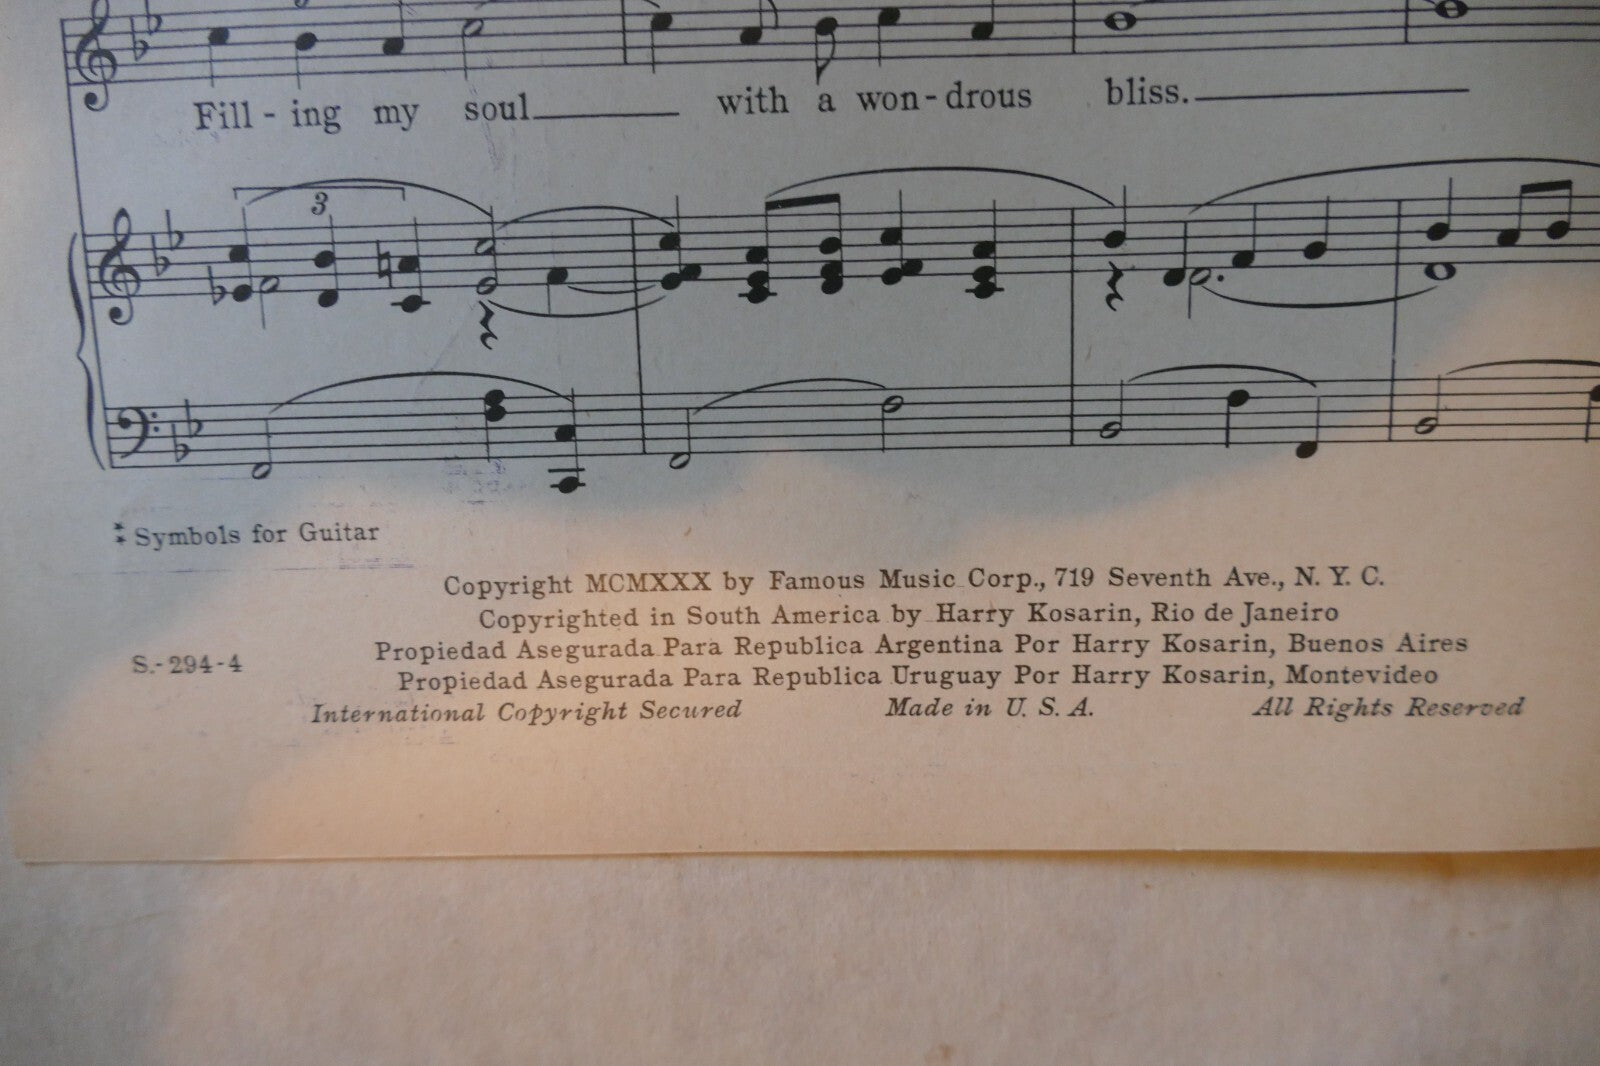 Fill - ing my soul____ with a won - drous bliss.____
3
⁑ Symbols for Guitar
Copyright MCMXXX by Famous Music Corp., 719 Seventh Ave., N. Y. C.
Copyrighted in South America by Harry Kosarin, Rio de Janeiro
Propiedad Asegurada Para Republica Argentina Por Harry Kosarin, Buenos Aires
S.- 294-4
Propiedad Asegurada Para Republica Uruguay Por Harry Kosarin, Montevideo
International Copyright Secured Made in U. S. A. All Rights Reserved